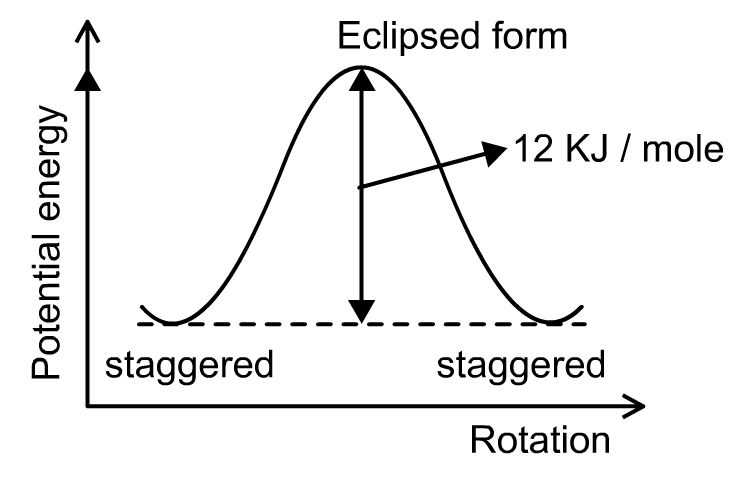 Eclipsed form
12 KJ / mole
Potential energy
staggered
staggered
Rotation